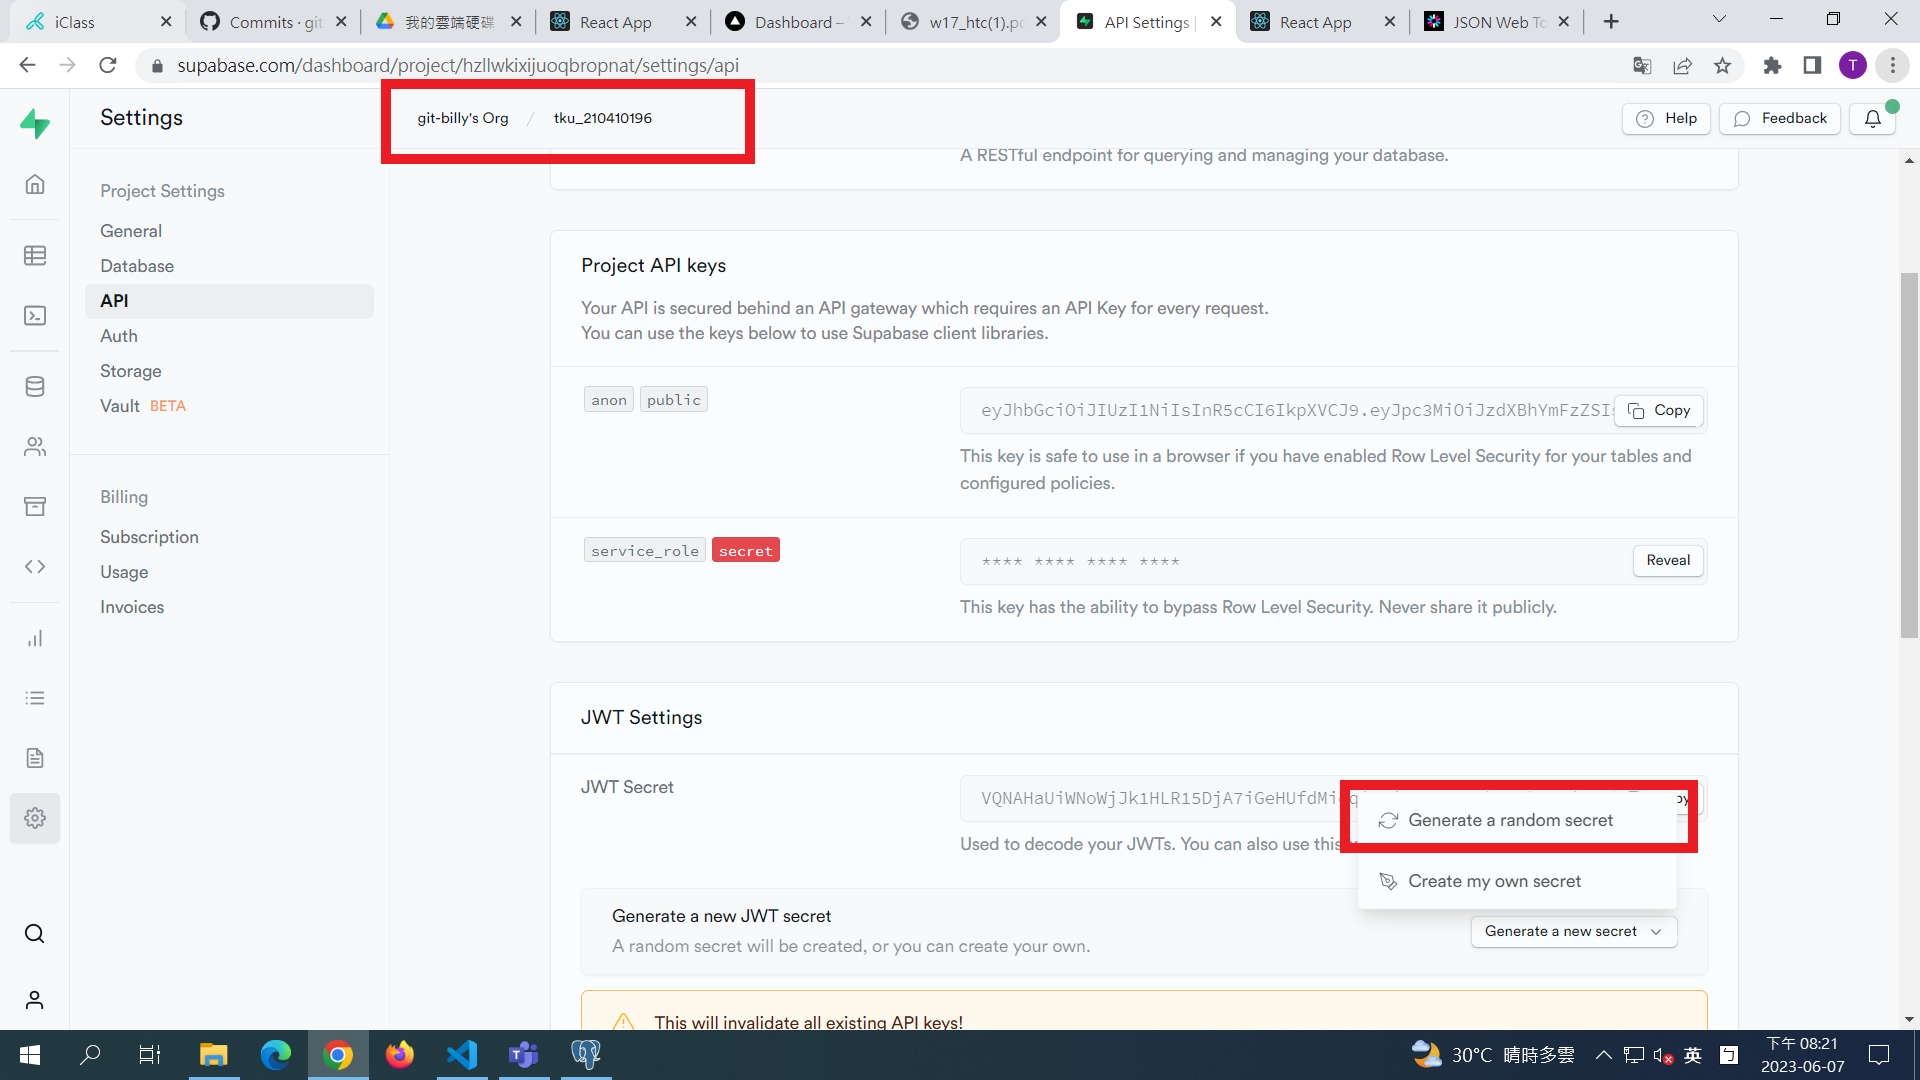 iClass
Commits · git
我的雲端硬碟
React App
Dashboard –
w17_htc(1).pd
API Settings |
React App
JSON Web To
supabase.com/dashboard/project/hzllwkixijuoqbropnat/settings/api
T
Settings
git-billy's Org / tku_210410196
Help
Feedback
A RESTful endpoint for querying and managing your database.
Project Settings
General
Database
API
Auth
Storage
Vault BETA
Billing
Subscription
Usage
Invoices
Project API keys
Your API is secured behind an API gateway which requires an API Key for every request.
You can use the keys below to use Supabase client libraries.
anon public
eyJhbGciOiJIUzI1NiIsInR5cCI6IkpXVCJ9.eyJpc3MiOiJzdXBhYmFzZSIs
Copy
This key is safe to use in a browser if you have enabled Row Level Security for your tables and
configured policies.
service_role secret
**** **** **** ****
Reveal
This key has the ability to bypass Row Level Security. Never share it publicly.
JWT Settings
JWT Secret
VQNAHaUiWNoWjJk1HLR15DjA7iGeHUfdMi
Used to decode your JWTs. You can also use this
Generate a random secret
Create my own secret
Generate a new JWT secret
A random secret will be created, or you can create your own.
Generate a new secret
This will invalidate all existing API keys!
30°C 晴時多雲
英
下午 08:21
2023-06-07